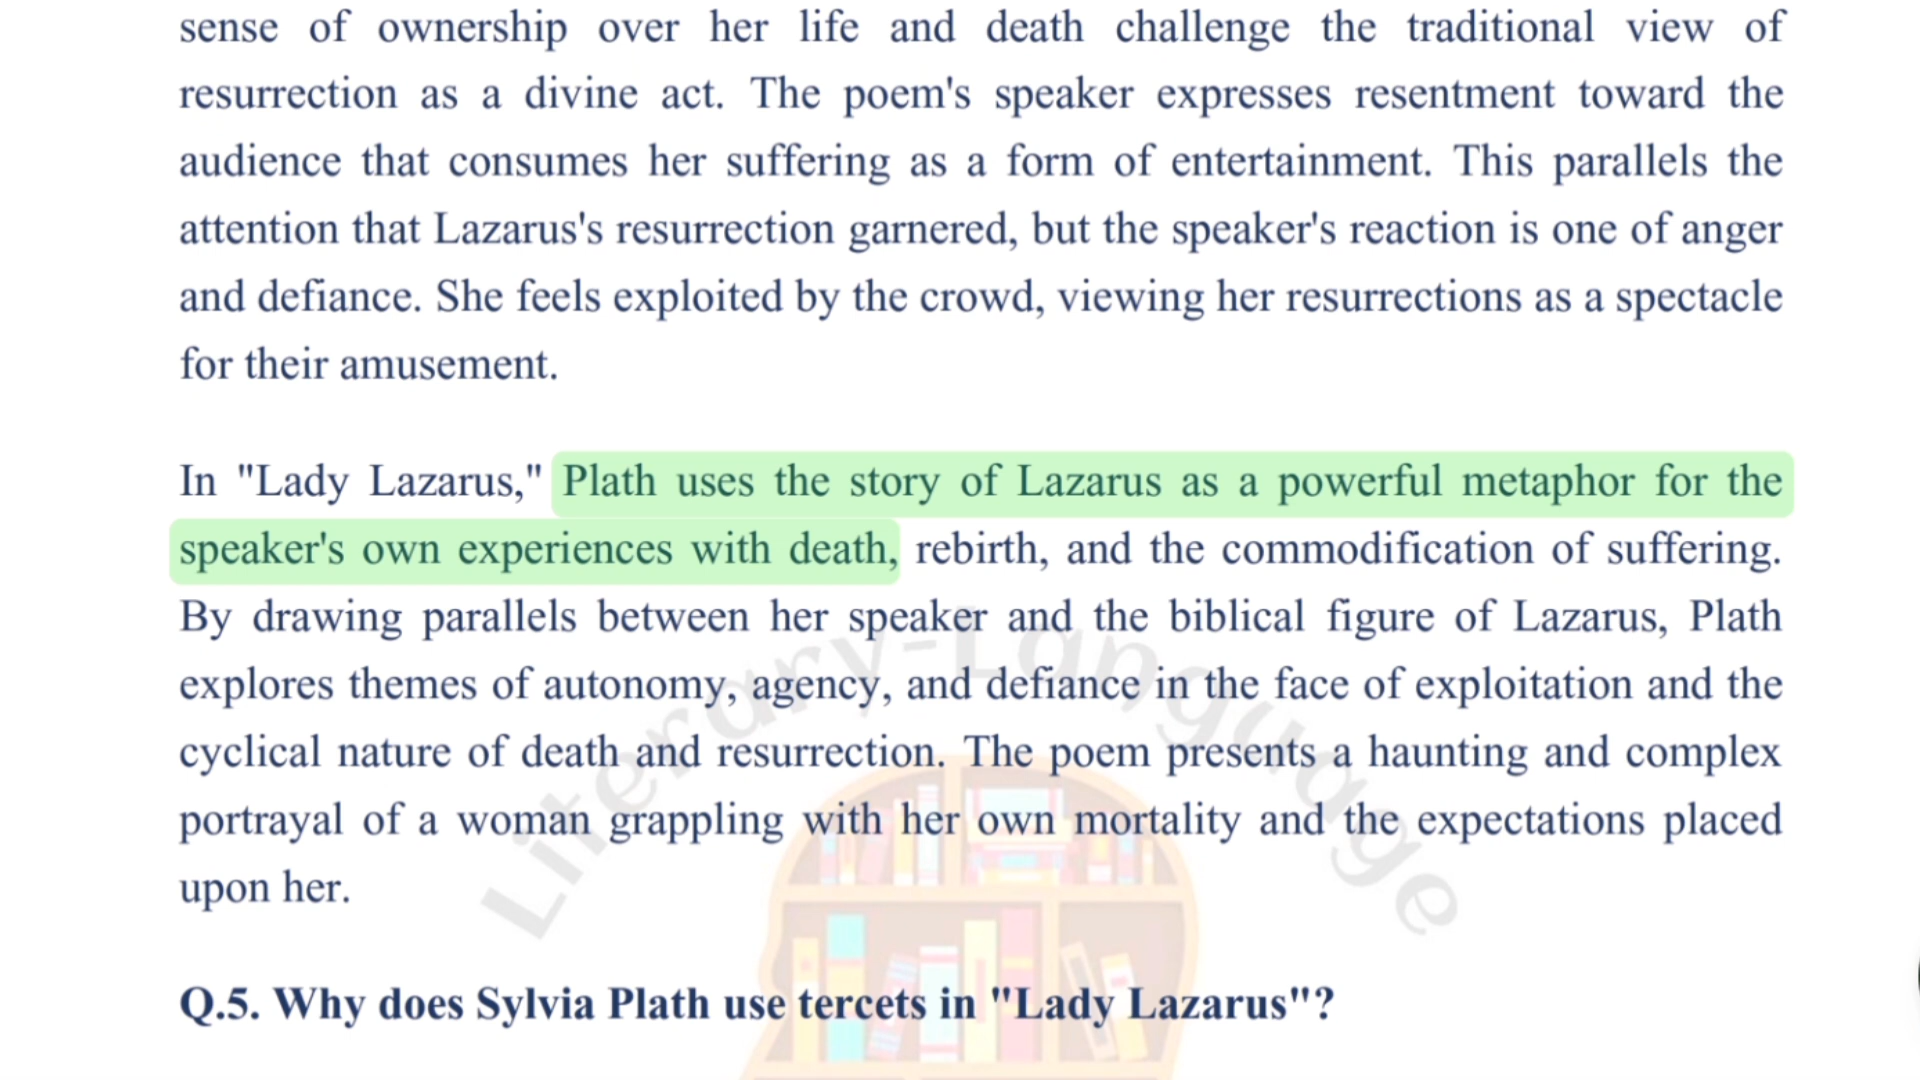 sense of ownership over her life and death challenge the traditional view of
resurrection as a divine act. The poem's speaker expresses resentment toward the
audience that consumes her suffering as a form of entertainment. This parallels the
attention that Lazarus's resurrection garnered, but the speaker's reaction is one of anger
and defiance. She feels exploited by the crowd, viewing her resurrections as a spectacle
for their amusement.
In "Lady Lazarus," Plath uses the story of Lazarus as a powerful metaphor for the
speaker's own experiences with death, rebirth, and the commodification of suffering.
By drawing parallels between her speaker and the biblical figure of Lazarus, Plath
explores themes of autonomy, agency, and defiance in the face of exploitation and the
cyclical nature of death and resurrection. The poem presents a haunting and complex
portrayal of a woman grappling with her own mortality and the expectations placed
upon her.
Literary-Language
Q.5. Why does Sylvia Plath use tercets in "Lady Lazarus"?